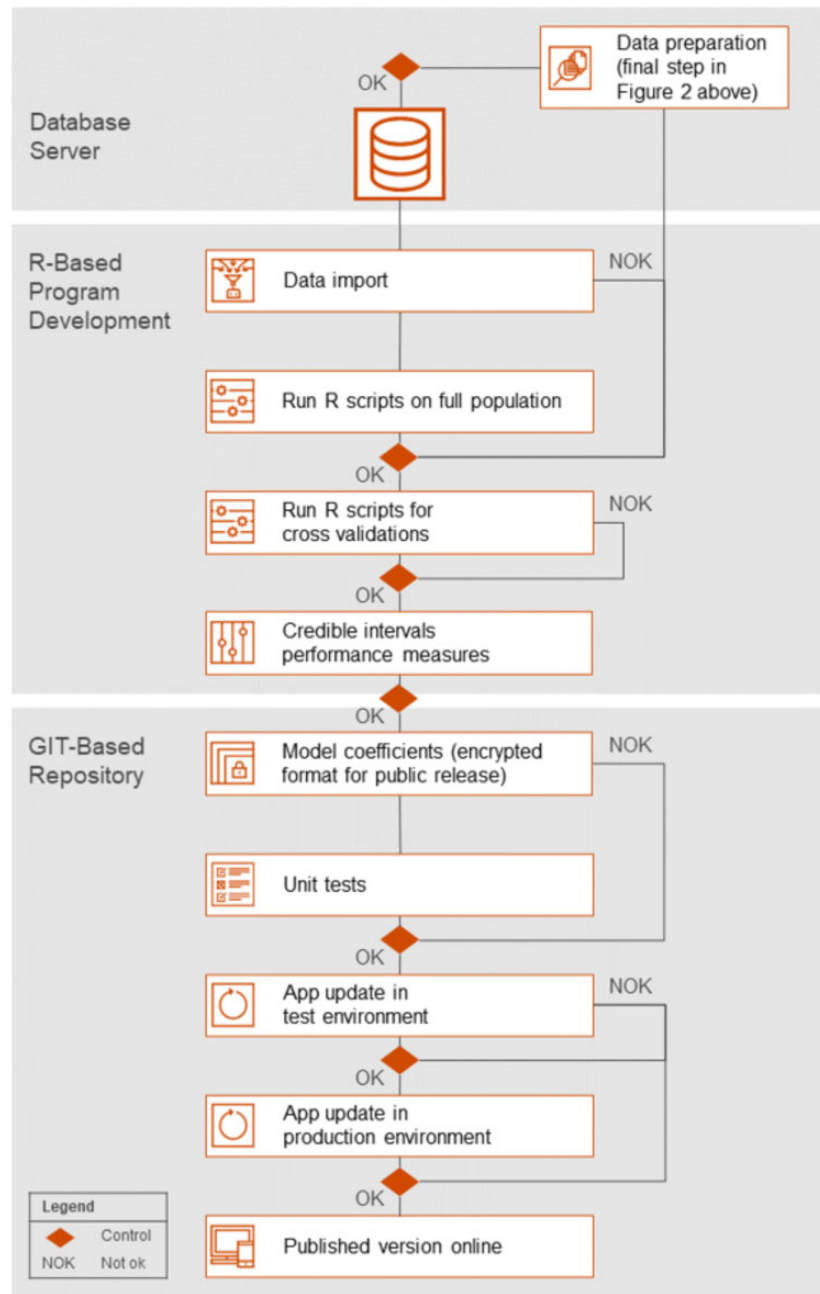 Data preparation
(final step in
Figure 2 above)
OK
Database
Server
R-Based
Program
Development
NOK
Data import
Run R scripts on full population
OK
Run R scripts for
cross validations
NOK
OK
Credible intervals
performance measures
OK
GIT-Based
Repository
Model coefficients (encrypted
format for public release)
NOK
Unit tests
OK
App update in
test environment
NOK
OK
App update in
production environment
OK
Published version online
Legend
Control
NOK Not ok